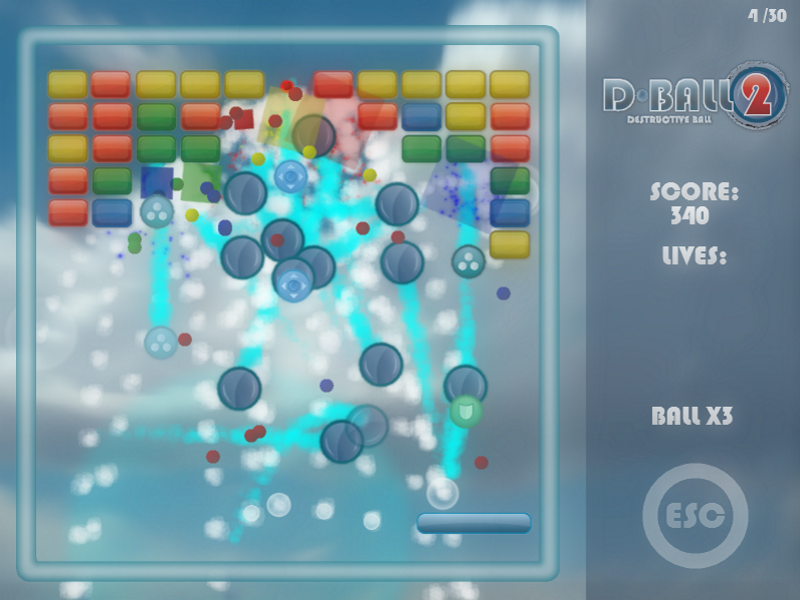 4 /30
D•BALL 2
DESTRUCTIVE BALL
SCORE:
340
LIVES:
BALL X3
ESC